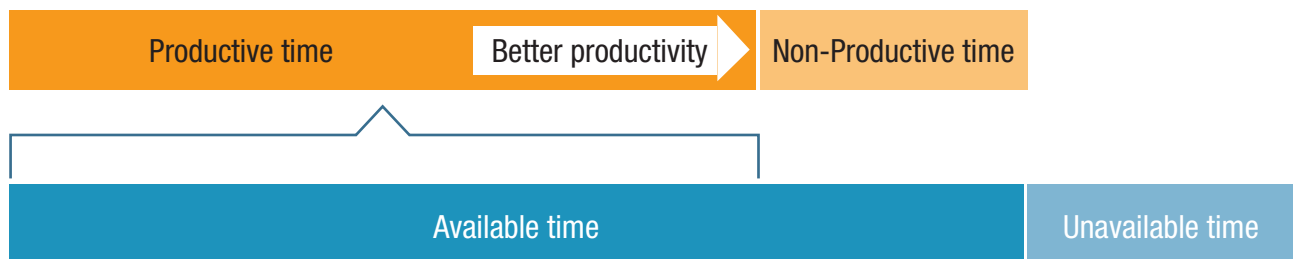 Productive time
Better productivity
Non-Productive time
Available time
Unavailable time